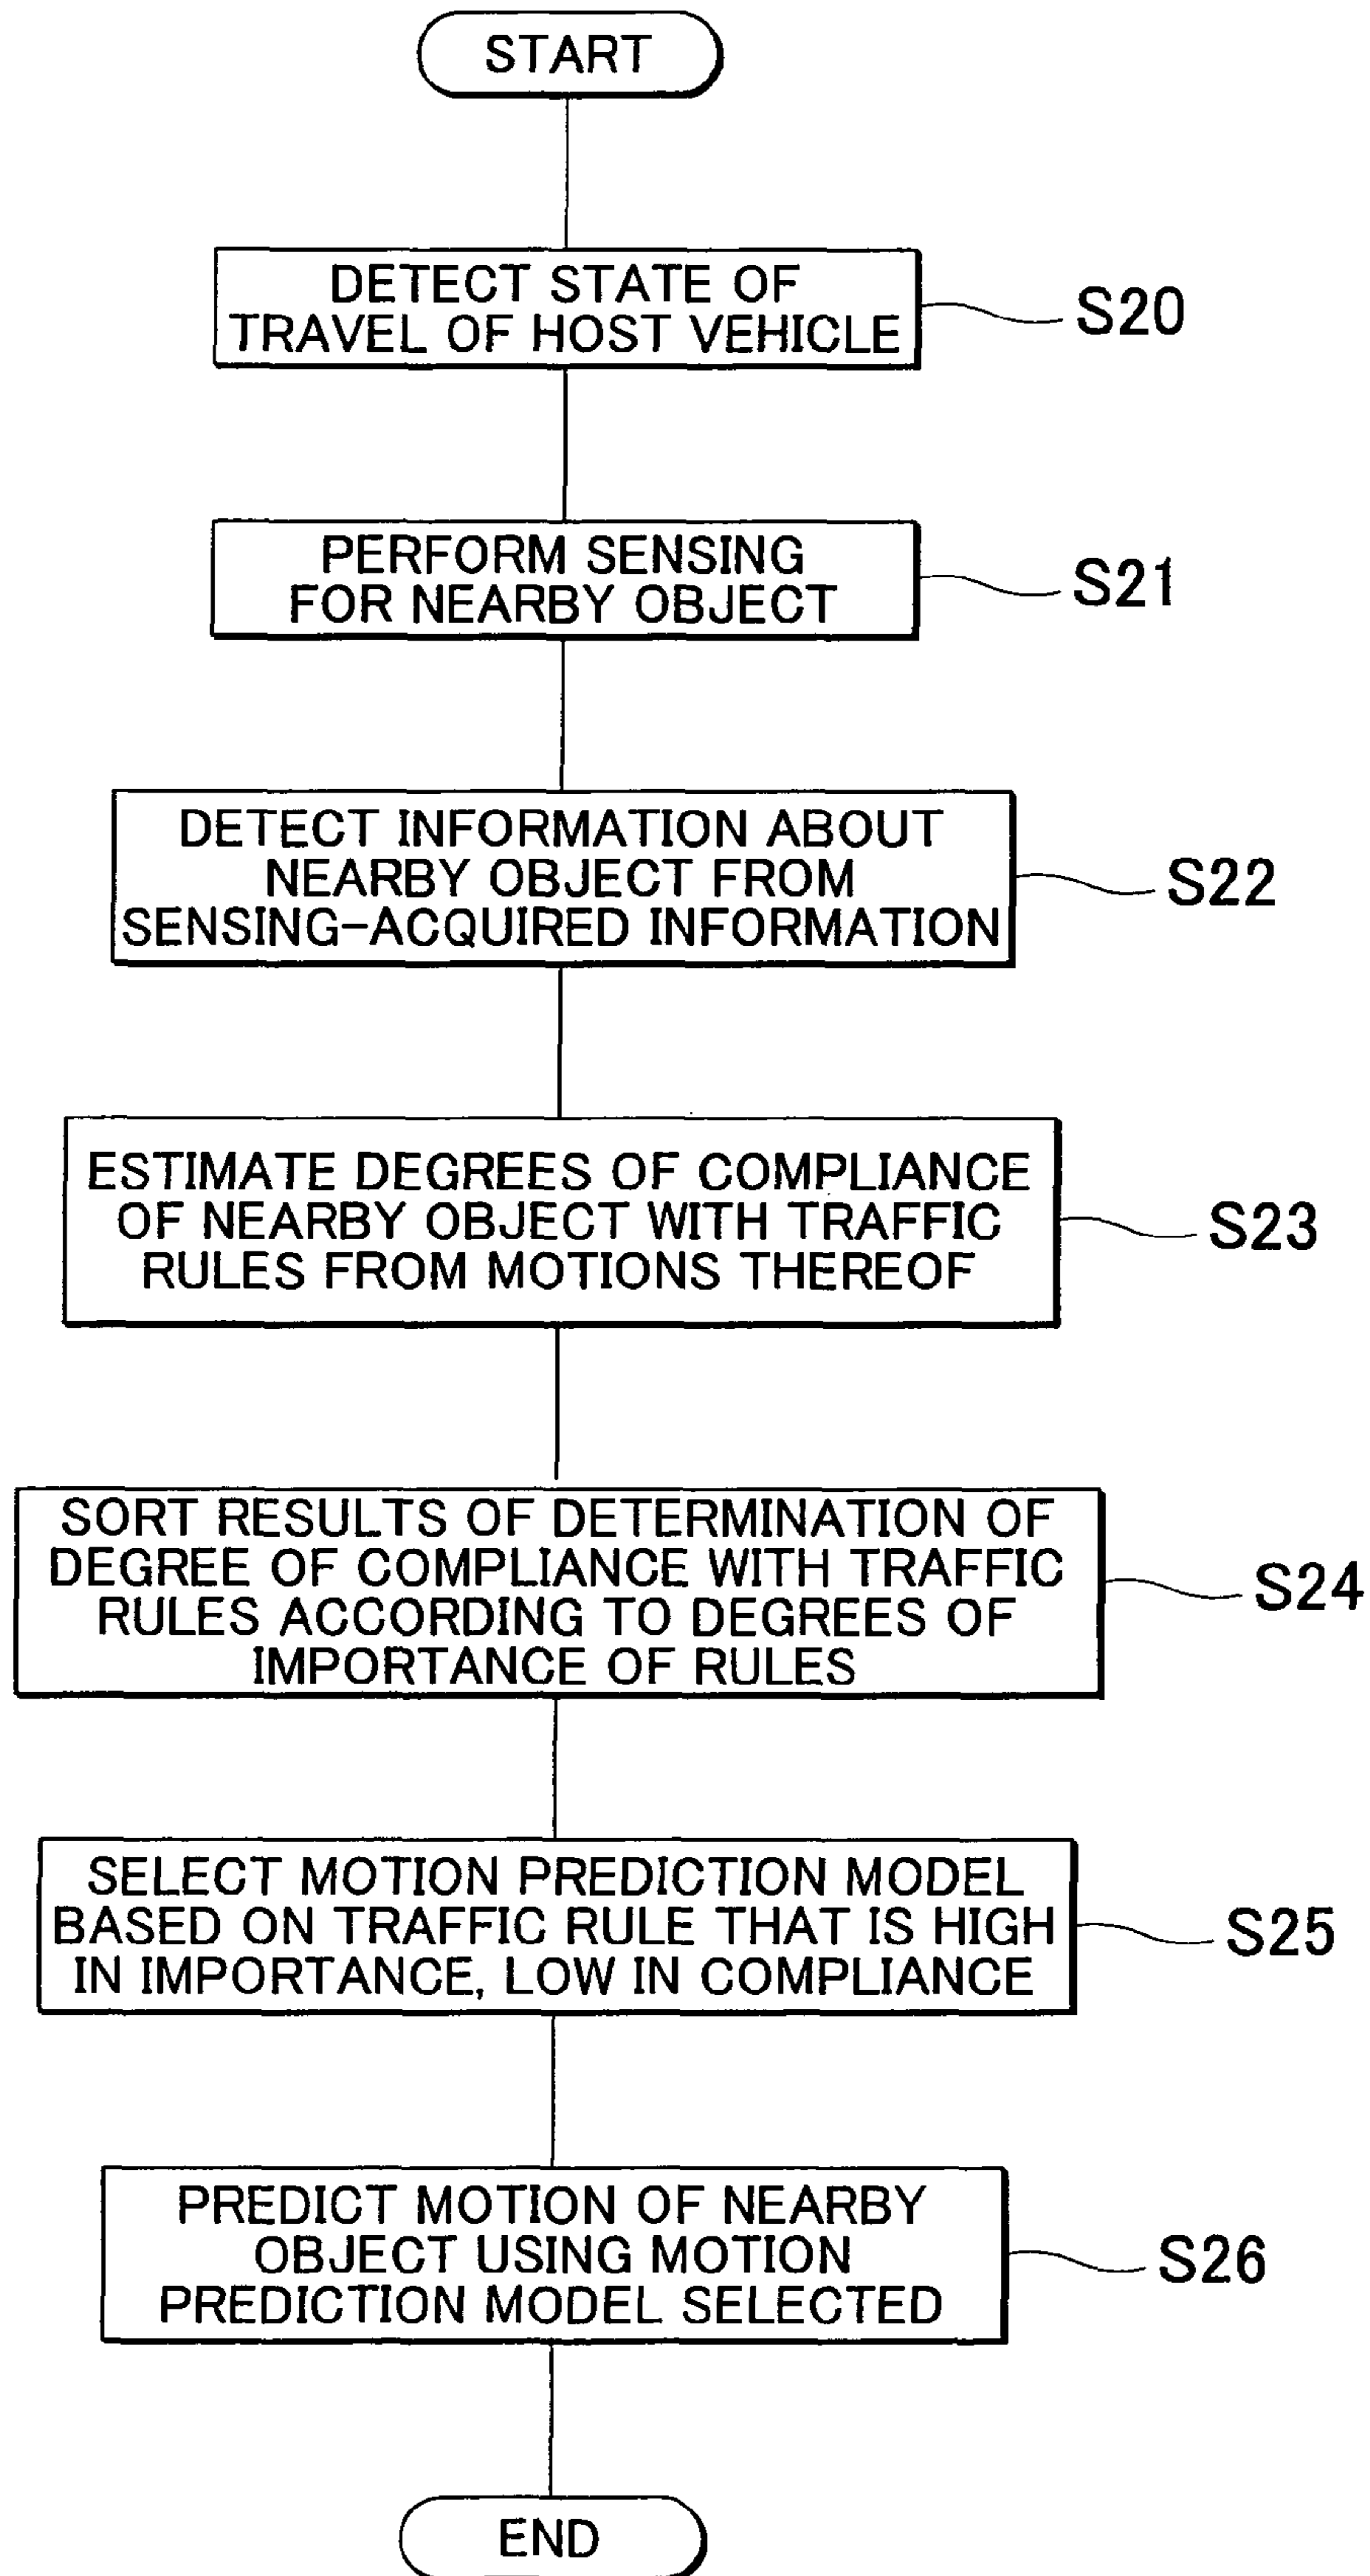 START
DETECT STATE OF
TRAVEL OF HOST VEHICLE
S20
PERFORM SENSING
FOR NEARBY OBJECT
S21
DETECT INFORMATION ABOUT
NEARBY OBJECT FROM
SENSING-ACQUIRED INFORMATION
S22
ESTIMATE DEGREES OF COMPLIANCE
OF NEARBY OBJECT WITH TRAFFIC
RULES FROM MOTIONS THEREOF
S23
SORT RESULTS OF DETERMINATION OF
DEGREE OF COMPLIANCE WITH TRAFFIC
RULES ACCORDING TO DEGREES OF
IMPORTANCE OF RULES
S24
SELECT MOTION PREDICTION MODEL
BASED ON TRAFFIC RULE THAT IS HIGH
IN IMPORTANCE, LOW IN COMPLIANCE
S25
PREDICT MOTION OF NEARBY
OBJECT USING MOTION
PREDICTION MODEL SELECTED
S26
END